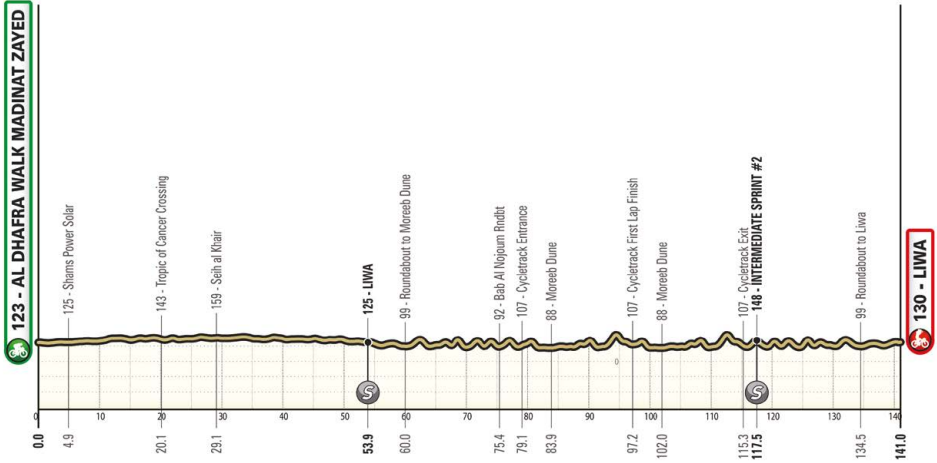 123 - AL DHAFRA WALK MADINAT ZAYED
125 - Shams Power Solar
143 - Tropic of Cancer Crossing
159 - Seih al Khair
125 - LIWA
99 - Roundabout to Moreeb Dune
92 - Bab Al Nojoum Rndbt
107 - Cycletrack Entrance
88 - Moreeb Dune
107 - Cycletrack First Lap Finish
88 - Moreeb Dune
107 - Cycletrack Exit
148 - INTERMEDIATE SPRINT #2
99 - Roundabout to Liwa
130 - LIWA
0
S S
0 10 20 30 40 50 60 70 80 90 100 110 120 130 140
0.0 4.9 20.1 29.1 53.9 60.0 75.4 79.1 83.9 97.2 102.0 115.3 117.5 134.5 141.0